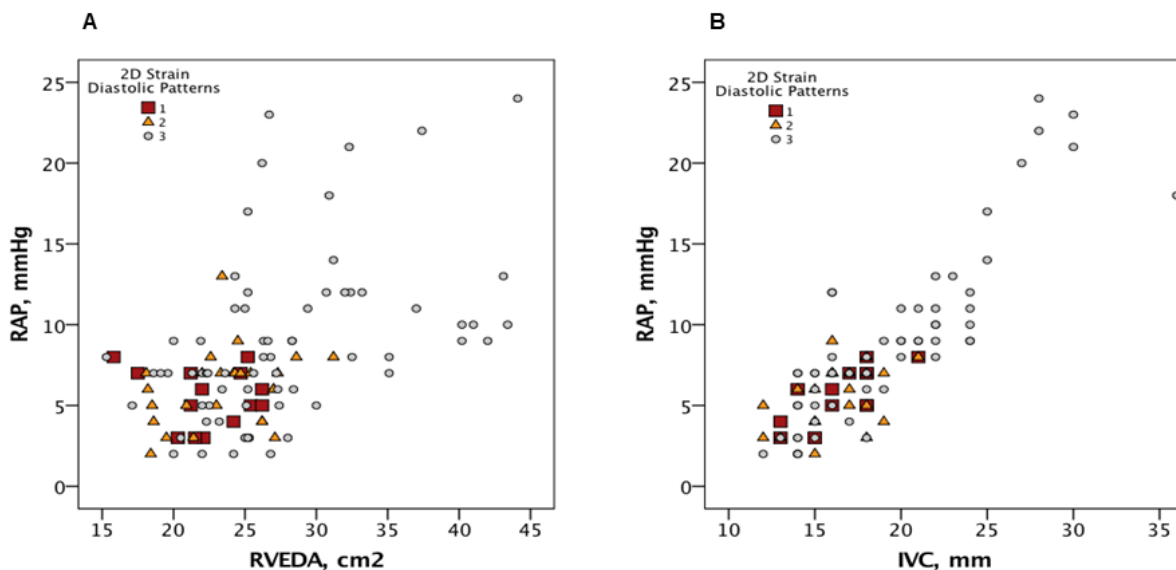 A
2D Strain
Diastolic Patterns
1
2
3
25
20
15
10
5
0
RAP, mmHg
15 20 25 30 35 40 45
RVEDA, cm2
B
2D Strain
Diastolic Patterns
1
2
3
25
20
15
10
5
0
RAP, mmHg
10 15 20 25 30 35
IVC, mm